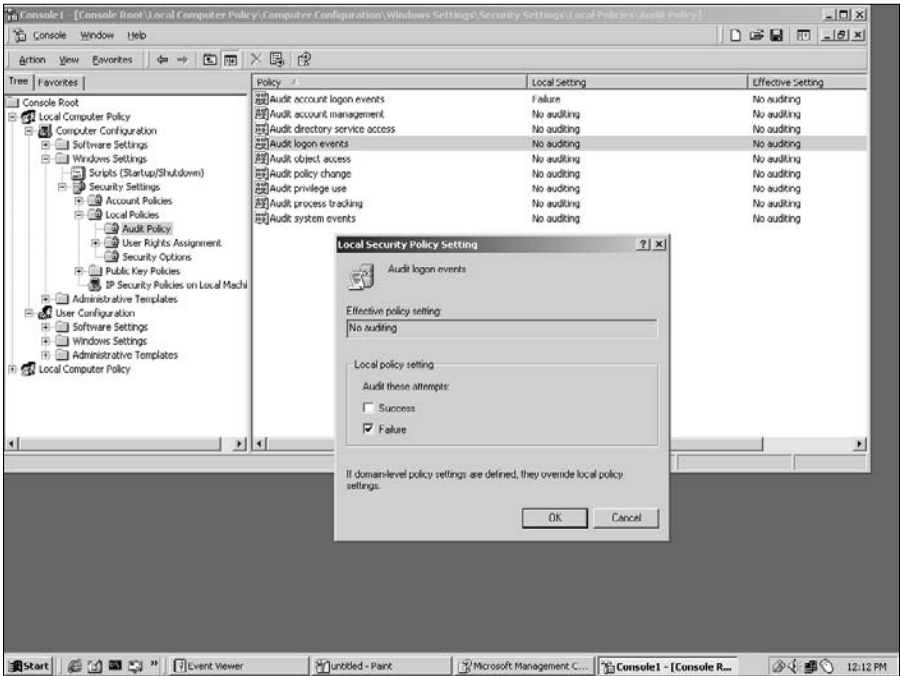 Console1 - [Console Root\Local Computer Policy\Computer Configuration\Windows Settings\Security Settings\Local Policies\Audit Policy]
Console Window Help
Action View Favorites
Tree Favorites
Policy Local Setting Effective Setting
Console Root
Local Computer Policy
Computer Configuration
Software Settings
Windows Settings
Scripts (Startup/Shutdown)
Security Settings
Account Policies
Local Policies
Audit Policy
User Rights Assignment
Security Options
Public Key Policies
IP Security Policies on Local Machi
Administrative Templates
User Configuration
Software Settings
Windows Settings
Administrative Templates
Local Computer Policy
Audit account logon events Failure No auditing
Audit account management No auditing No auditing
Audit directory service access No auditing No auditing
Audit logon events No auditing No auditing
Audit object access No auditing No auditing
Audit policy change No auditing No auditing
Audit privilege use No auditing No auditing
Audit process tracking No auditing No auditing
Audit system events No auditing No auditing
Local Security Policy Setting
Audit logon events
Effective policy setting:
No auditing
Local policy setting
Audit these attempts:
Success
Failure
If domain-level policy settings are defined, they override local policy
settings.
OK Cancel
Start Event Viewer untitled - Paint Microsoft Management C... Console1 - [Console R... 12:12 PM